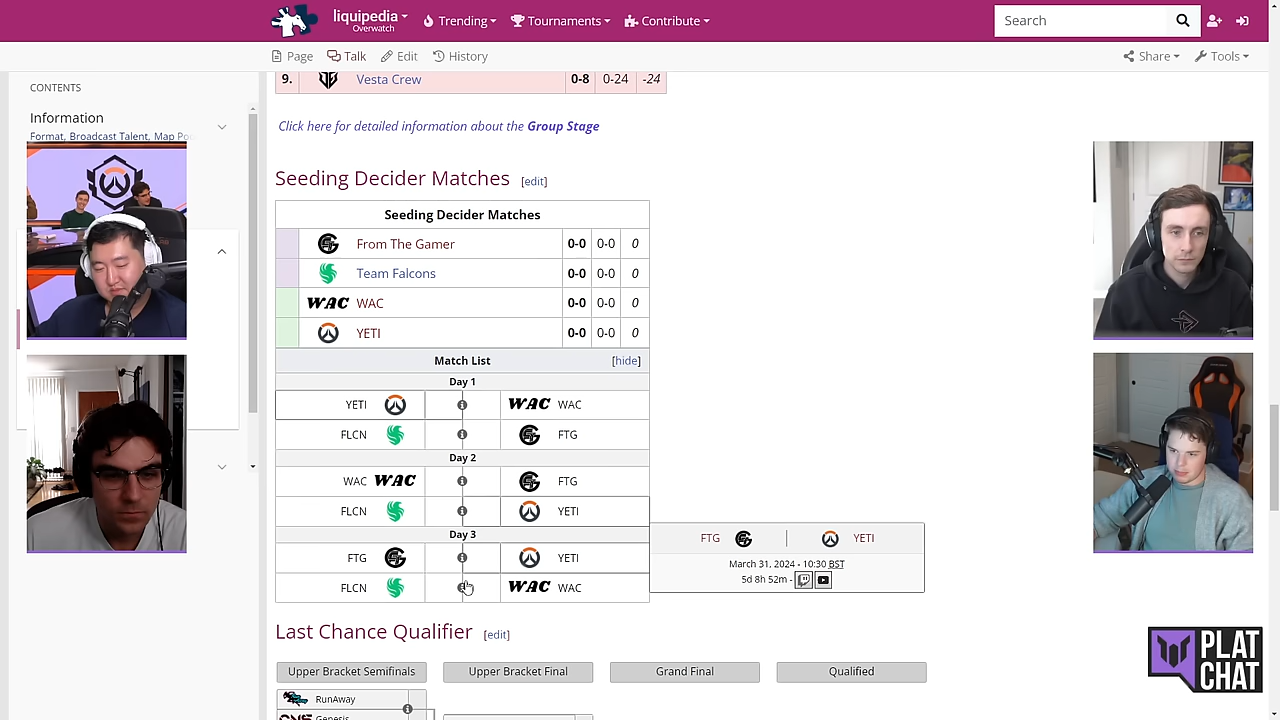 liquipedia
Overwatch
Trending
Tournaments
Contribute
Search
Page
Talk
Edit
History
Share
Tools
CONTENTS
Information
Format, Broadcast Talent, Map Po
9. Vesta Crew 0-8 0-24 -24
Click here for detailed information about the Group Stage
Seeding Decider Matches [edit]
Seeding Decider Matches
From The Gamer 0-0 0-0 0
Team Falcons 0-0 0-0 0
WAC WAC 0-0 0-0 0
YETI 0-0 0-0 0
Match List [hide]
Day 1
YETI WAC WAC
FLCN FTG
Day 2
WAC WAC FTG
FLCN YETI
Day 3
FTG YETI
FLCN WAC WAC
FTG YETI
March 31, 2024 - 10:30 BST
5d 8h 52m -
Last Chance Qualifier [edit]
Upper Bracket Semifinals
Upper Bracket Final
Grand Final
Qualified
RunAway
Genesis
PLAT
CHAT